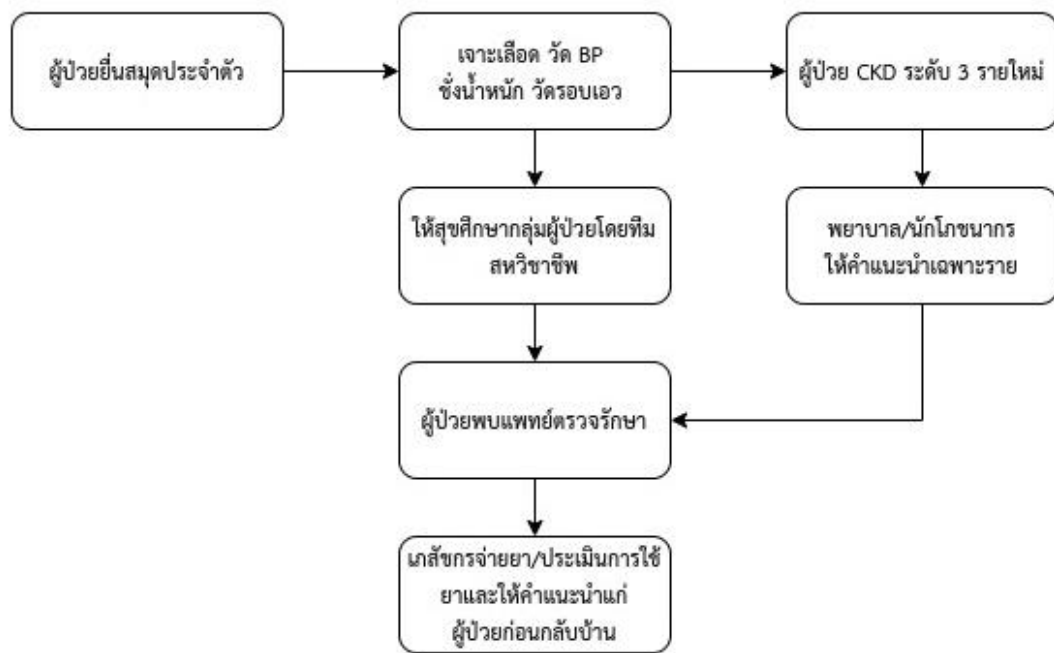 ผู้ป่วยยื่นสมุดประจำตัว
เจาะเลือด วัด BP
ชั่งน้ำหนัก วัดรอบเอว
ผู้ป่วย CKD ระดับ 3 รายใหม่
ให้สุขศึกษากลุ่มผู้ป่วยโดยทีม
สหวิชาชีพ
พยาบาล/นักโภชนากร
ให้คำแนะนำเฉพาะราย
ผู้ป่วยพบแพทย์ตรวจรักษา
เภสัชกรจ่ายยา/ประเมินการใช้
ยาและให้คำแนะนำแก่
ผู้ป่วยก่อนกลับบ้าน